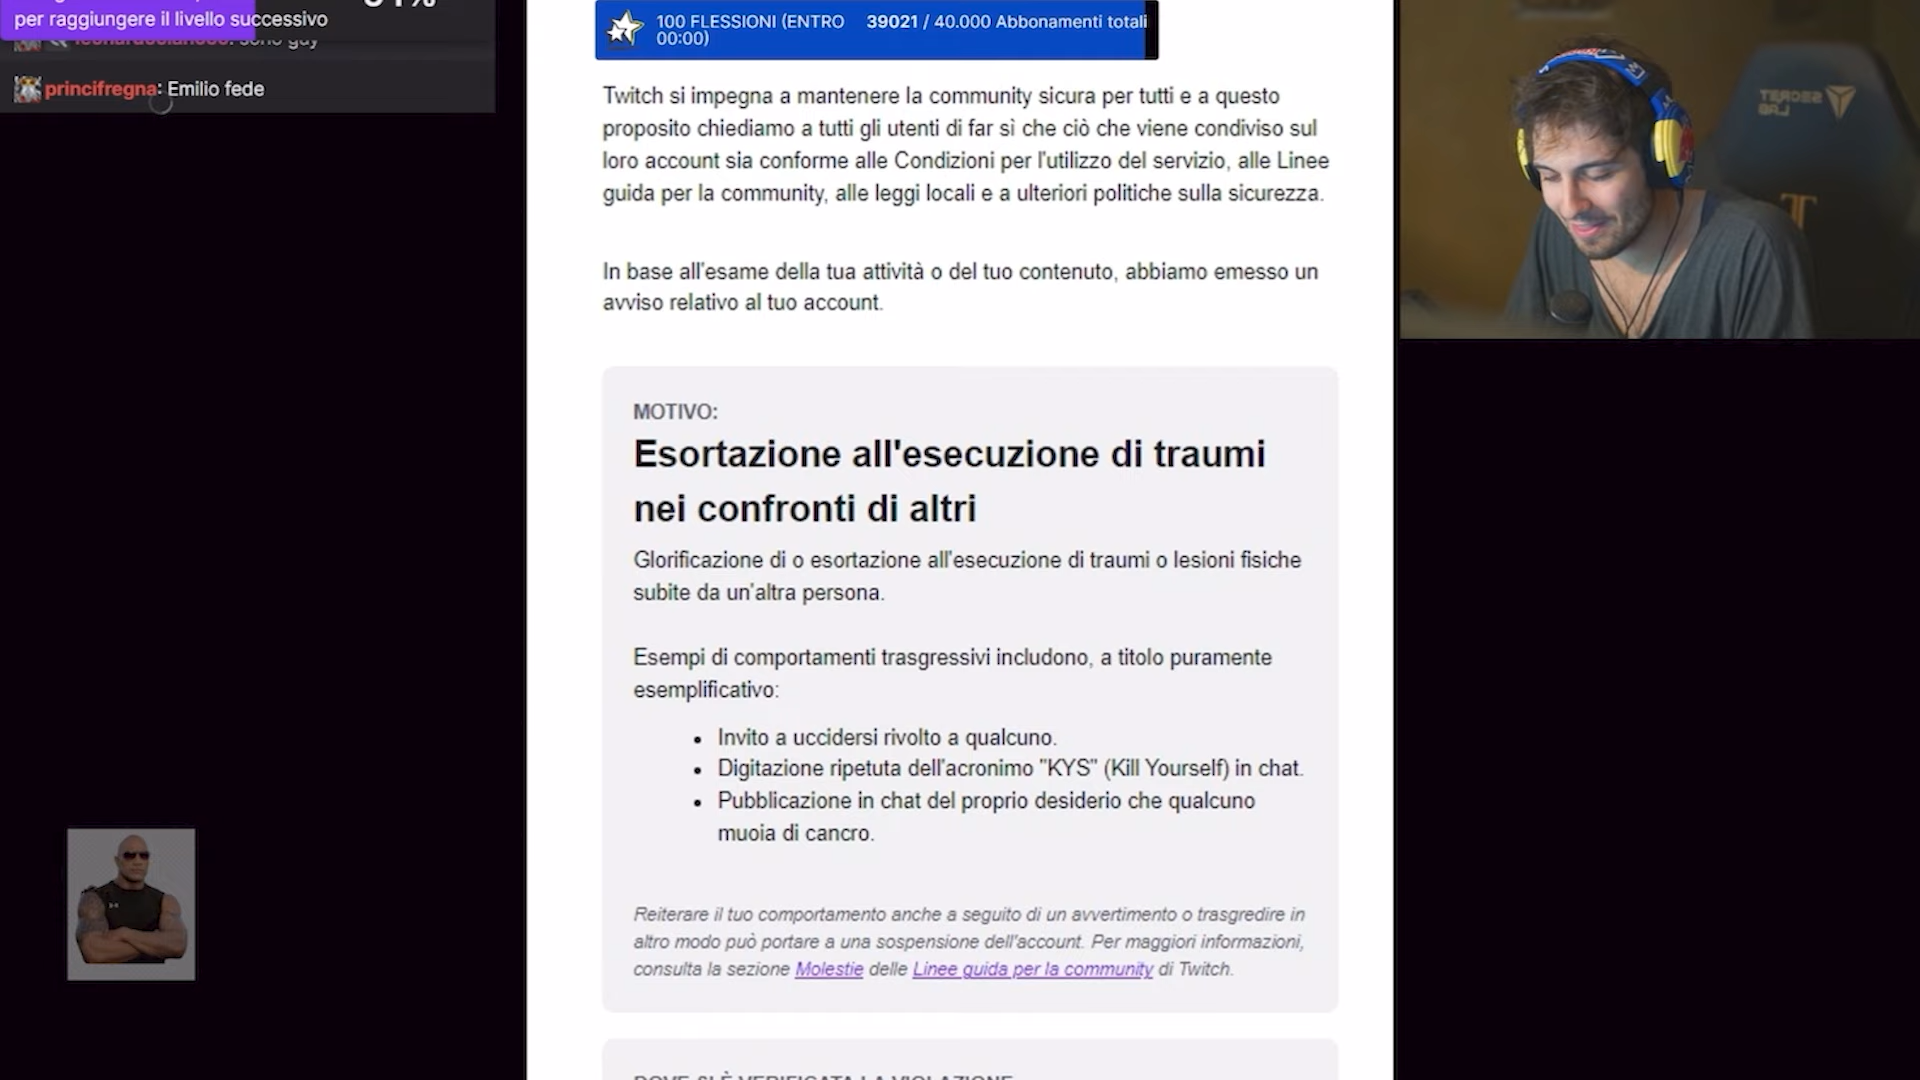 per raggiungere il livello successivo
princifregna: Emilio fede
100 FLESSIONI (ENTRO
00:00)
39021 / 40.000 Abbonamenti totali
Twitch si impegna a mantenere la community sicura per tutti e a questo
proposito chiediamo a tutti gli utenti di far sì che ciò che viene condiviso sul
loro account sia conforme alle Condizioni per l'utilizzo del servizio, alle Linee
guida per la community, alle leggi locali e a ulteriori politiche sulla sicurezza.
In base all'esame della tua attività o del tuo contenuto, abbiamo emesso un
avviso relativo al tuo account.
MOTIVO:
Esortazione all'esecuzione di traumi
nei confronti di altri
Glorificazione di o esortazione all'esecuzione di traumi o lesioni fisiche
subite da un'altra persona.
Esempi di comportamenti trasgressivi includono, a titolo puramente
esemplificativo:
• Invito a uccidersi rivolto a qualcuno.
• Digitazione ripetuta dell'acronimo "KYS" (Kill Yourself) in chat.
• Pubblicazione in chat del proprio desiderio che qualcuno
muoia di cancro.
Reiterare il tuo comportamento anche a seguito di un avvertimento o trasgredire in
altro modo può portare a una sospensione dell'account. Per maggiori informazioni,
consulta la sezione Molestie delle Linee guida per la community di Twitch.
DOVE SI È VERIFICATA LA VIOLAZIONE
SECRET
LAB